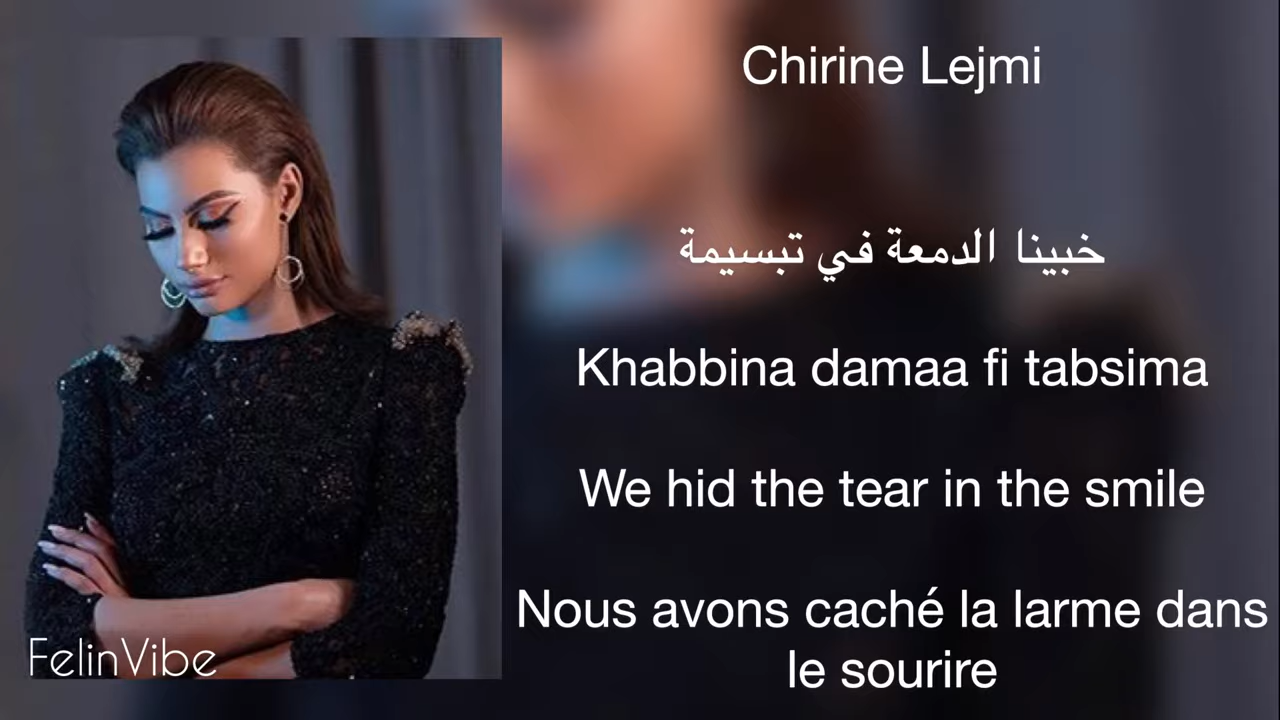 Chirine Lejmi
خبينا الدمعة في تبسيمة
Khabbina damaa fi tabsima
We hid the tear in the smile
Nous avons caché la larme dans
le sourire
FelinVibe